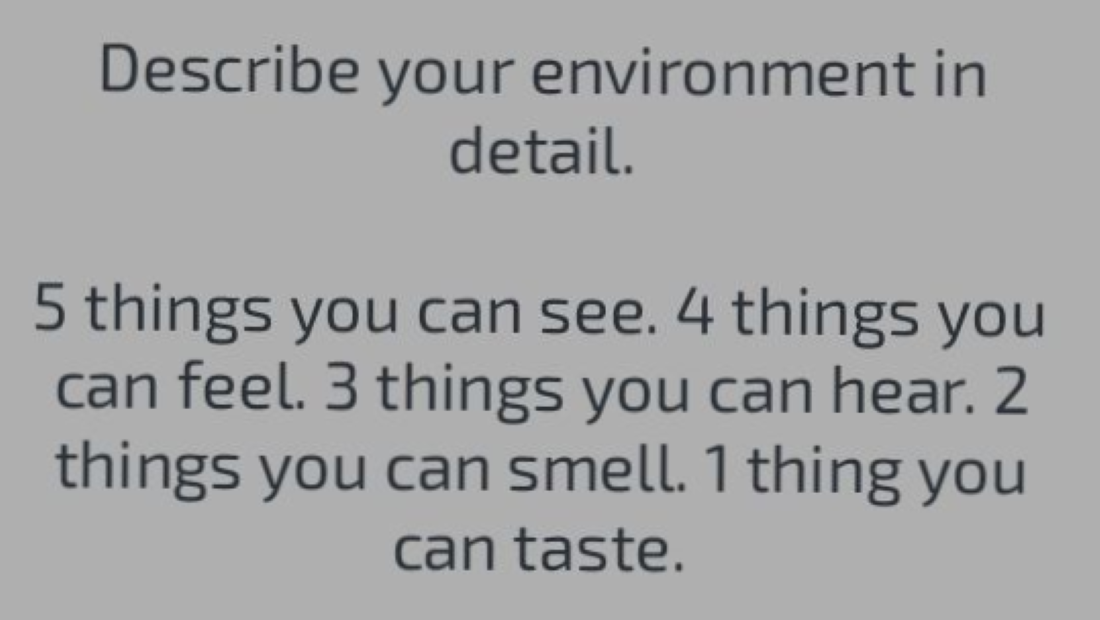 Describe your environment in
detail.
5 things you can see. 4 things you
can feel. 3 things you can hear. 2
things you can smell. 1 thing you
can taste.